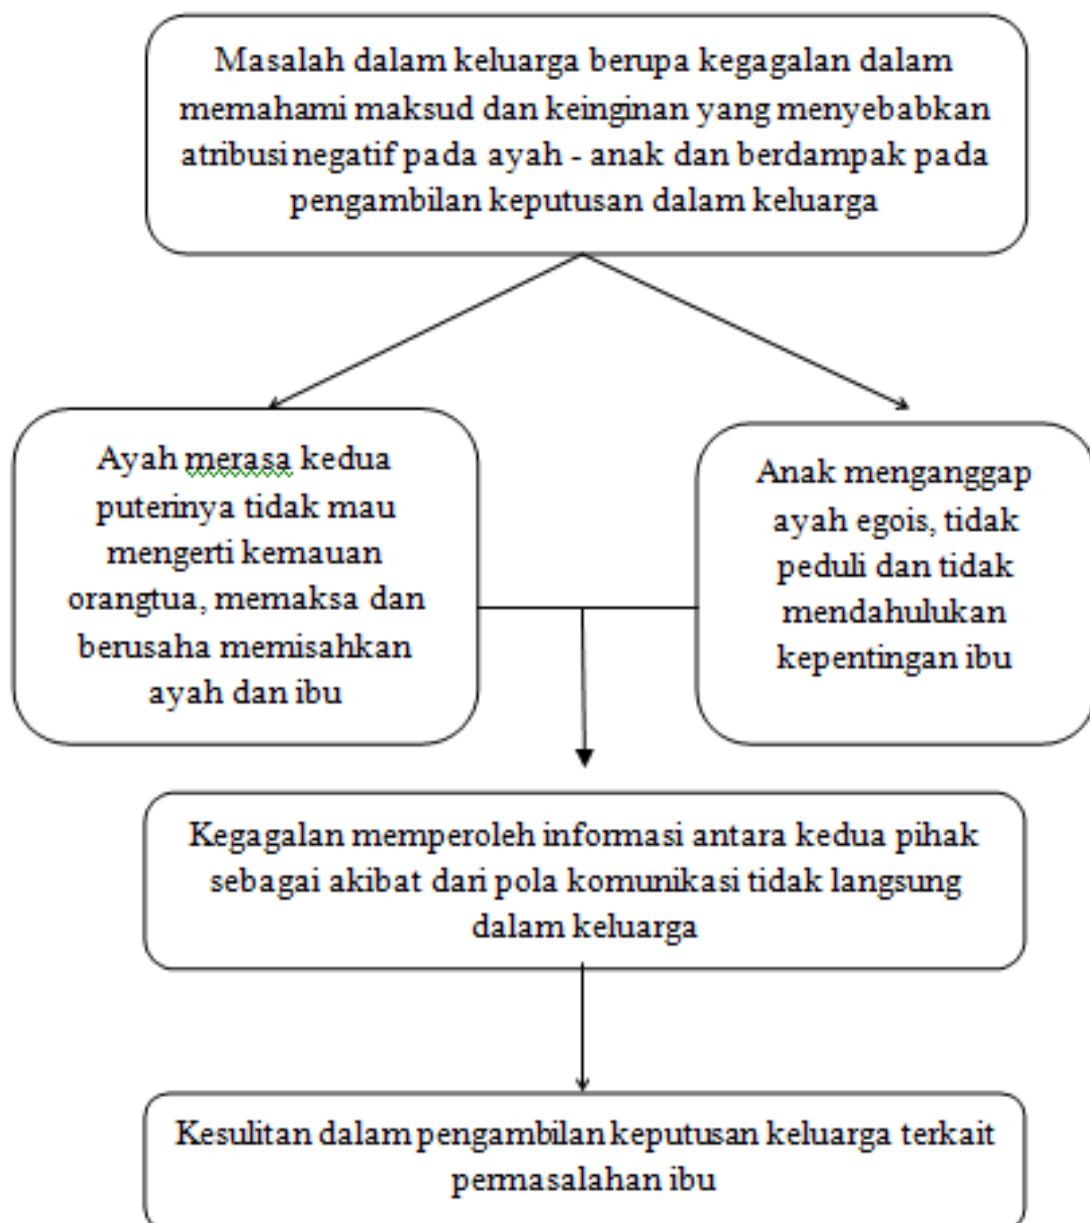 Masalah dalam keluarga berupa kegagalan dalam
memahami maksud dan keinginan yang menyebabkan
atribusi negatif pada ayah - anak dan berdampak pada
pengambilan keputusan dalam keluarga
Ayah merasa kedua
puterinya tidak mau
mengerti kemauan
orangtua, memaksa dan
berusaha memisahkan
ayah dan ibu
Anak menganggap
ayah egois, tidak
peduli dan tidak
mendahulukan
kepentingan ibu
Kegagalan memperoleh informasi antara kedua pihak
sebagai akibat dari pola komunikasi tidak langsung
dalam keluarga
Kesulitan dalam pengambilan keputusan keluarga terkait
permasalahan ibu